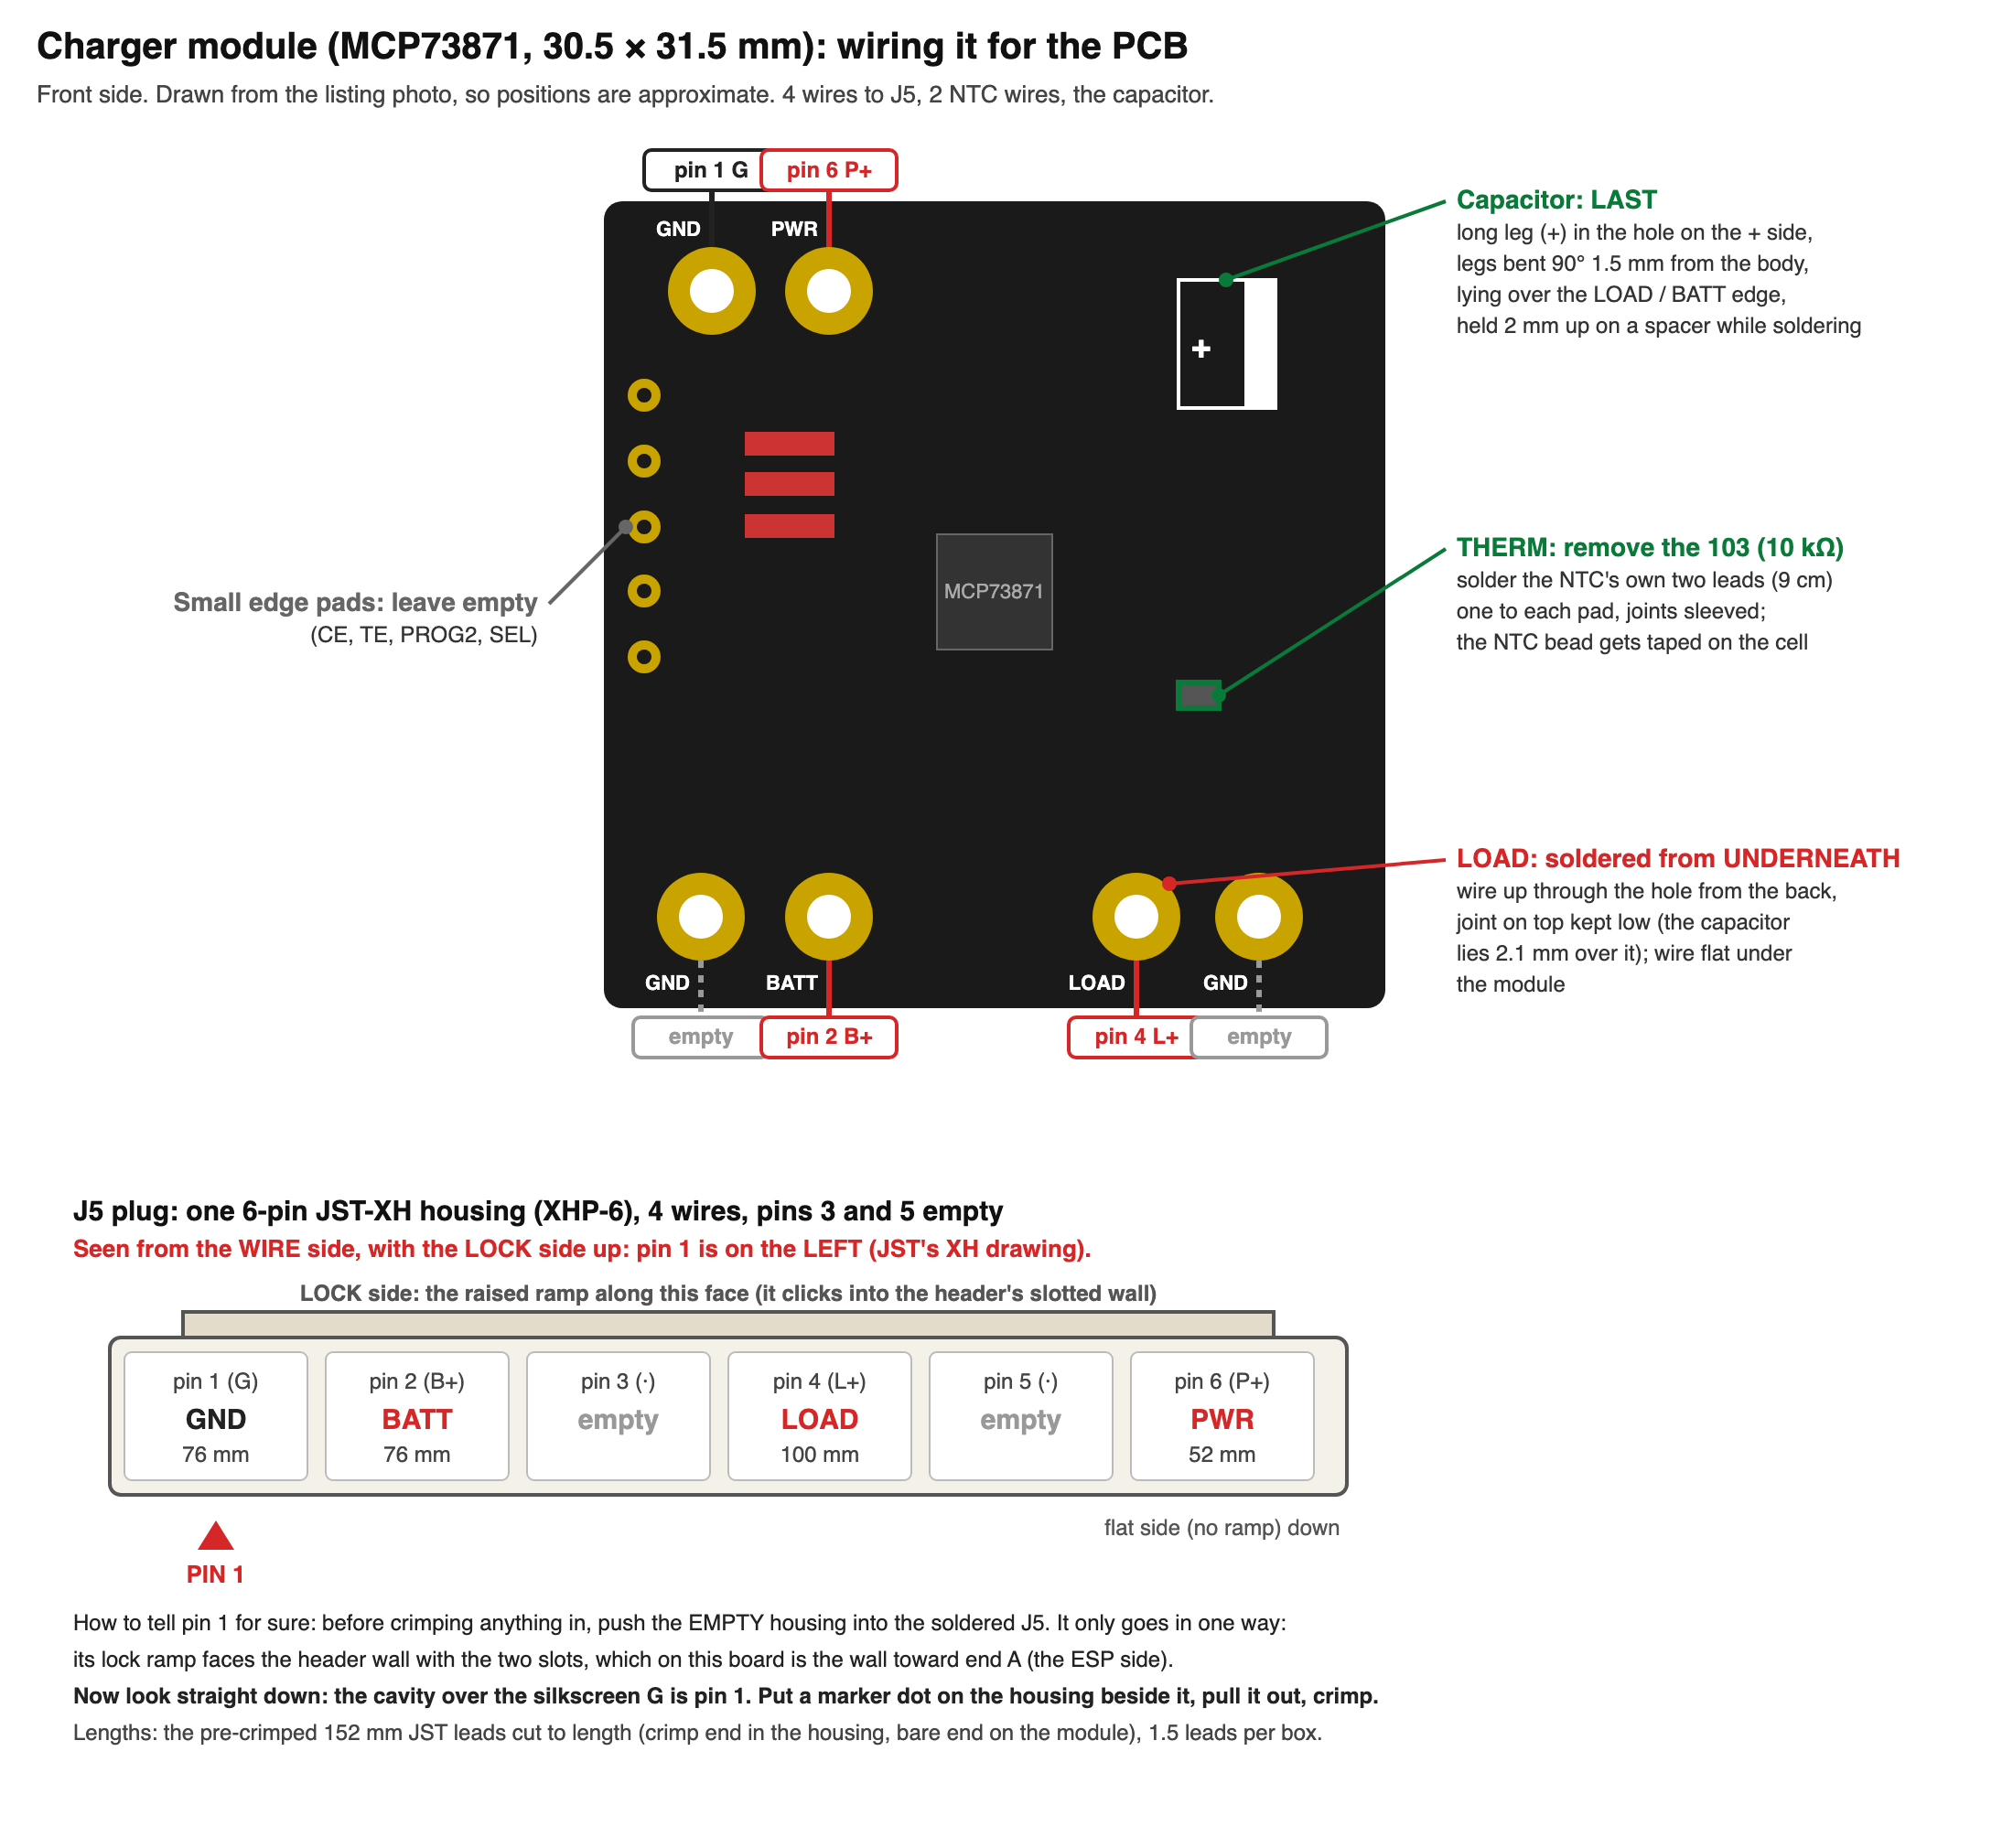 Charger module (MCP73871, 30.5 × 31.5 mm): wiring it for the PCB
Front side. Drawn from the listing photo, so positions are approximate. 4 wires to J5, 2 NTC wires, the capacitor.
pin 1 G
pin 6 P+
GND
PWR
Capacitor: LAST
long leg (+) in the hole on the + side,
legs bent 90° 1.5 mm from the body,
lying over the LOAD / BATT edge,
held 2 mm up on a spacer while soldering
+
Small edge pads: leave empty
(CE, TE, PROG2, SEL)
MCP73871
THERM: remove the 103 (10 kΩ)
solder the NTC's own two leads (9 cm)
one to each pad, joints sleeved;
the NTC bead gets taped on the cell
LOAD: soldered from UNDERNEATH
wire up through the hole from the back,
joint on top kept low (the capacitor
lies 2.1 mm over it); wire flat under
the module
GND
BATT
LOAD
GND
empty
pin 2 B+
pin 4 L+
empty
J5 plug: one 6-pin JST-XH housing (XHP-6), 4 wires, pins 3 and 5 empty
Seen from the WIRE side, with the LOCK side up: pin 1 is on the LEFT (JST's XH drawing).
LOCK side: the raised ramp along this face (it clicks into the header's slotted wall)
pin 1 (G)
GND
76 mm
pin 2 (B+)
BATT
76 mm
pin 3 (·)
empty
pin 4 (L+)
LOAD
100 mm
pin 5 (·)
empty
pin 6 (P+)
PWR
52 mm
flat side (no ramp) down
PIN 1
How to tell pin 1 for sure: before crimping anything in, push the EMPTY housing into the soldered J5. It only goes in one way:
its lock ramp faces the header wall with the two slots, which on this board is the wall toward end A (the ESP side).
Now look straight down: the cavity over the silkscreen G is pin 1. Put a marker dot on the housing beside it, pull it out, crimp.
Lengths: the pre-crimped 152 mm JST leads cut to length (crimp end in the housing, bare end on the module), 1.5 leads per box.